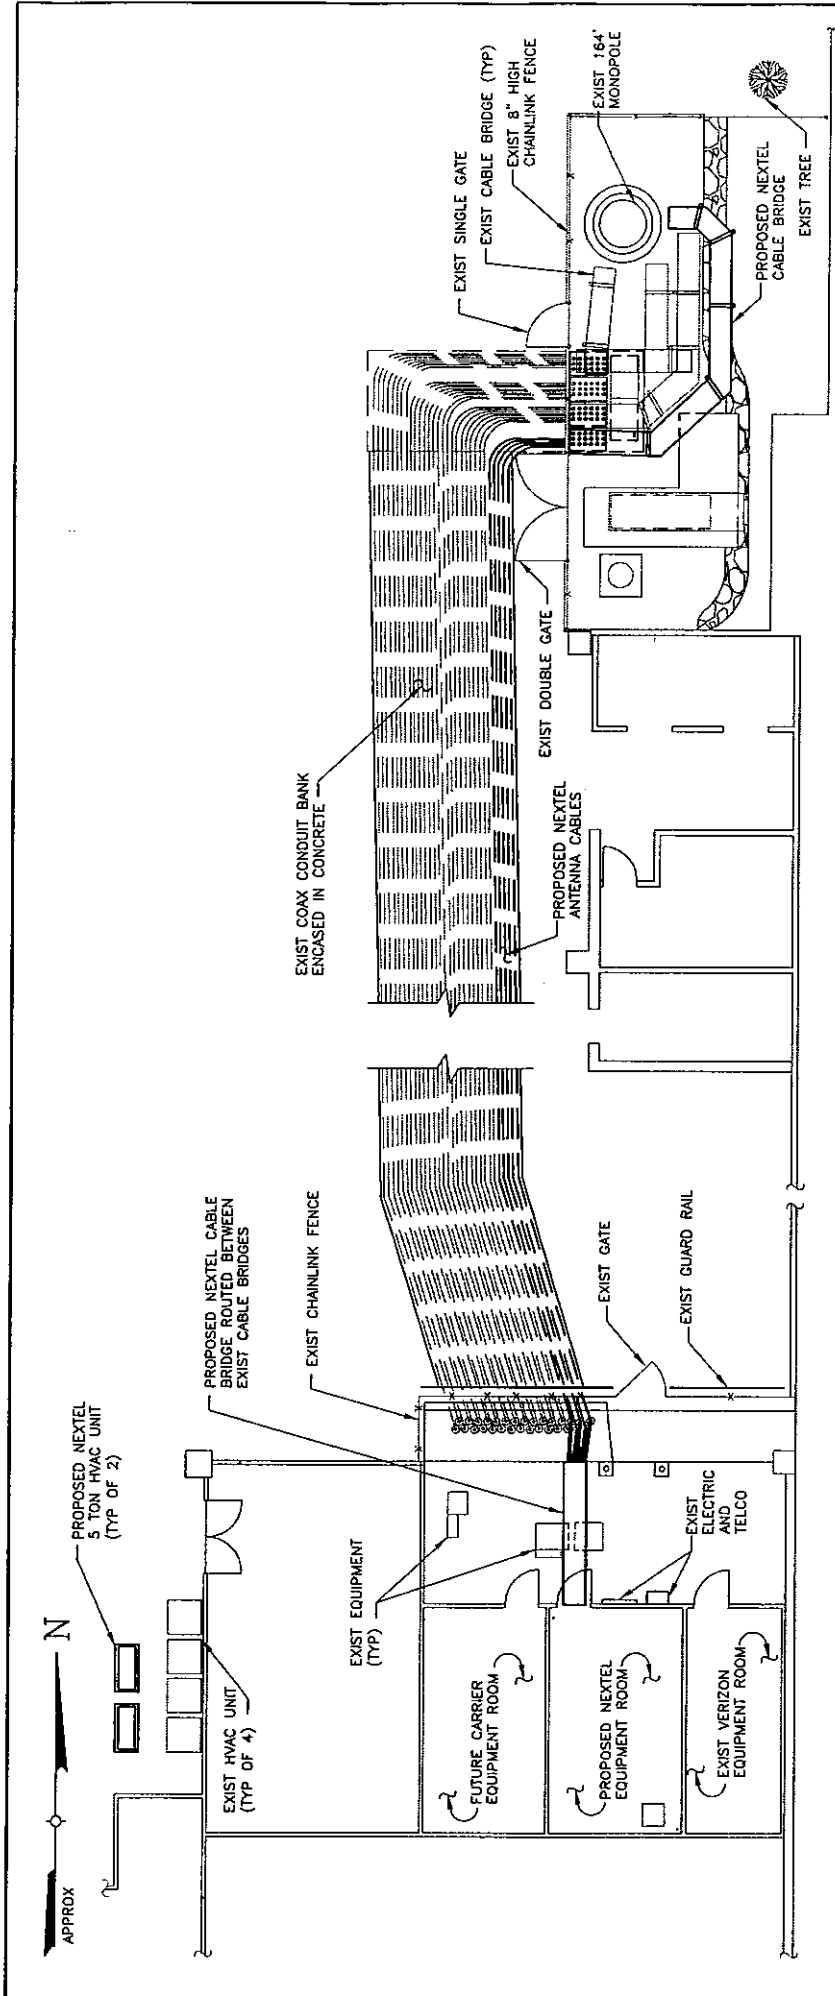 APPROX
N
PROPOSED NEXTEL
5 TON HVAC UNIT
(TYP OF 2)
EXIST HVAC UNIT
(TYP OF 4)
PROPOSED NEXTEL CABLE
BRIDGE ROUTED BETWEEN
EXIST CABLE BRIDGES
EXIST CHAINLINK FENCE
EXIST EQUIPMENT
(TYP)
FUTURE CARRIER
EQUIPMENT ROOM
PROPOSED NEXTEL
EQUIPMENT ROOM
EXIST VERIZON
EQUIPMENT ROOM
EXIST
ELECTRIC
AND
TELCO
EXIST GATE
EXIST GUARD RAIL
EXIST COAX CONDUIT BANK
ENCASED IN CONCRETE
PROPOSED NEXTEL
ANTENNA CABLES
EXIST DOUBLE GATE
EXIST SINGLE GATE
EXIST CABLE BRIDGE (TYP)
EXIST 8" HIGH
CHAINLINK FENCE
EXIST 164'
MONOPOLE
PROPOSED NEXTEL
CABLE BRIDGE
EXIST TREE